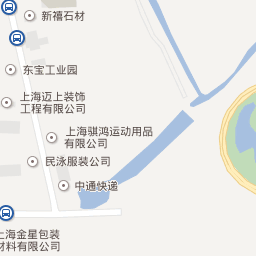 新禧石材
东宝工业园
上海迈上装饰
工程有限公司
上海骐鸿运动用品
有限公司
民泳服装公司
中通快递
上海金星包装
材料有限公司